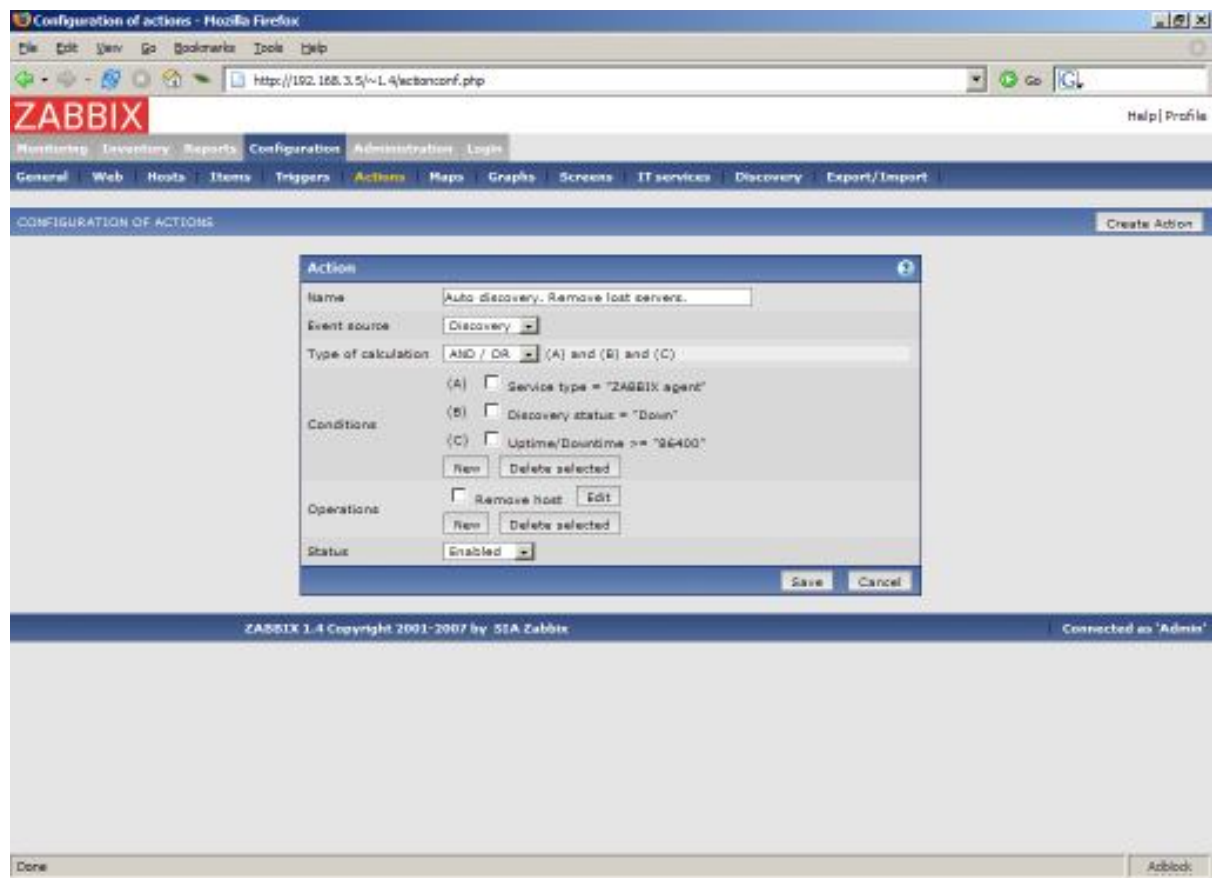 Configuration of actions - Mozilla Firefox
File Edit View Go Bookmarks Tools Help
http://192.168.3.5/~1.4/actionconf.php Go
ZABBIX
Help | Profile
Monitoring Inventory Reports Configuration Administration Login
General Web Hosts Items Triggers Actions Maps Graphs Screens IT services Discovery Export/Import
CONFIGURATION OF ACTIONS Create Action
Action
Name Auto discovery. Remove lost servers.
Event source Discovery
Type of calculation AND / OR (A) and (B) and (C)
(A) Service type = "ZABBIX agent"
(B) Discovery status = "Down"
Conditions
(C) Uptime/Downtime >= "86400"
New Delete selected
Remove host Edit
Operations
New Delete selected
Status Enabled
Save Cancel
ZABBIX 1.4 Copyright 2001-2007 by SIA Zabbix Connected as 'Admin'
Done Adblock